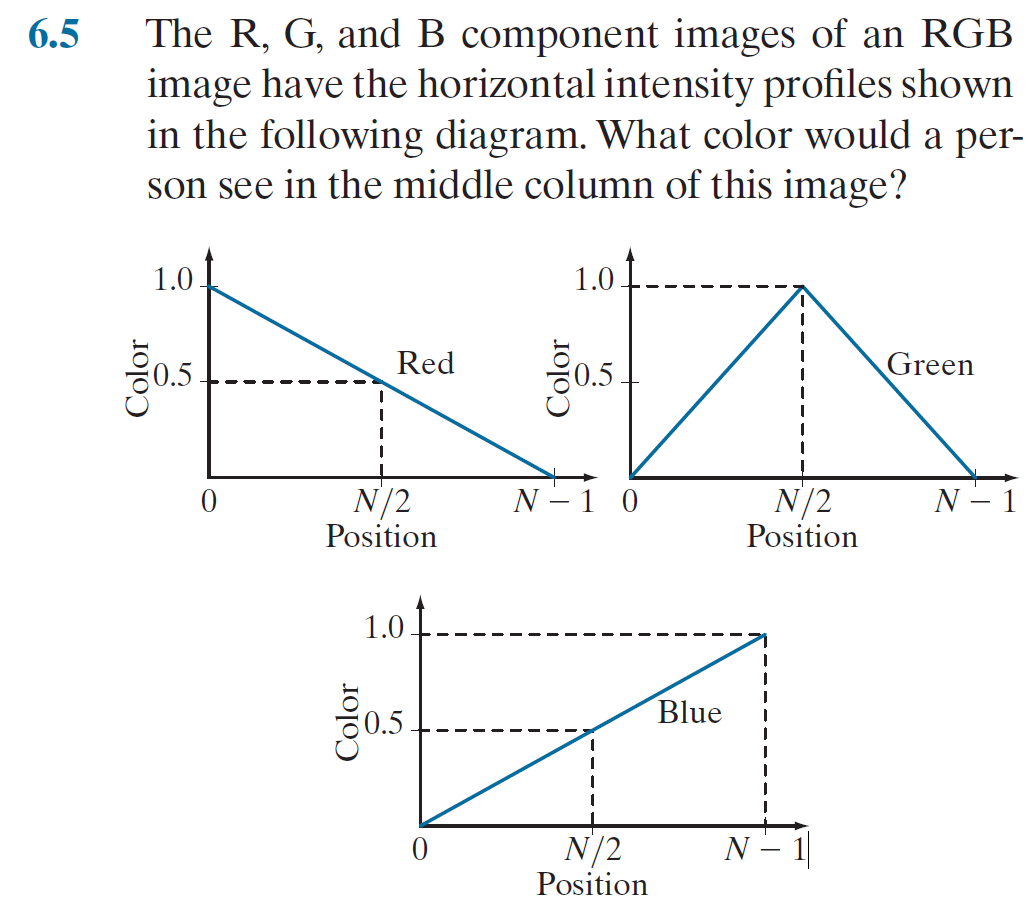 6.5 The R, G, and B component images of an RGB
image have the horizontal intensity profiles shown
in the following diagram. What color would a per-
son see in the middle column of this image?
1.0
0.5
Color
Red
0 N/2 N – 1
Position
1.0
0.5
Color
Green
0 N/2 N – 1
Position
1.0
0.5
Color
Blue
0 N/2 N – 1
Position